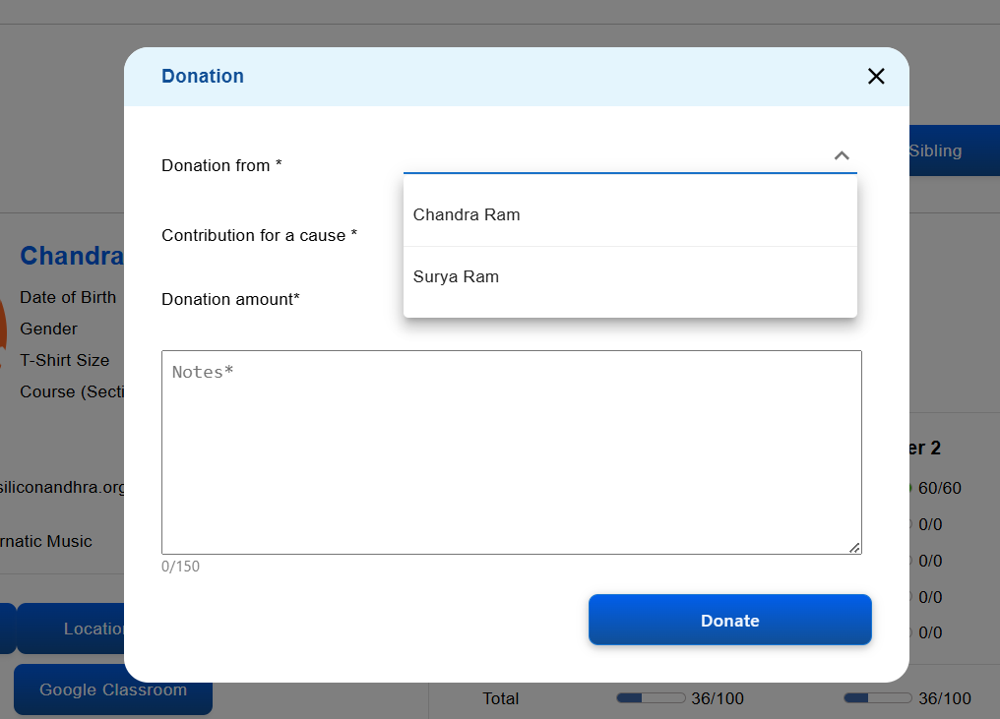 Donation
Donation from *
Sibling
Chandra Ram
Contribution for a cause *
Chandra
Surya Ram
Date of Birth
Donation amount*
Gender
T-Shirt Size
Notes*
Course (Secti
er 2
siliconandhra.org
60/60
0/0
rnatic Music
0/0
0/150
0/0
Donate
Location
0/0
Google Classroom
Total
36/100
36/100